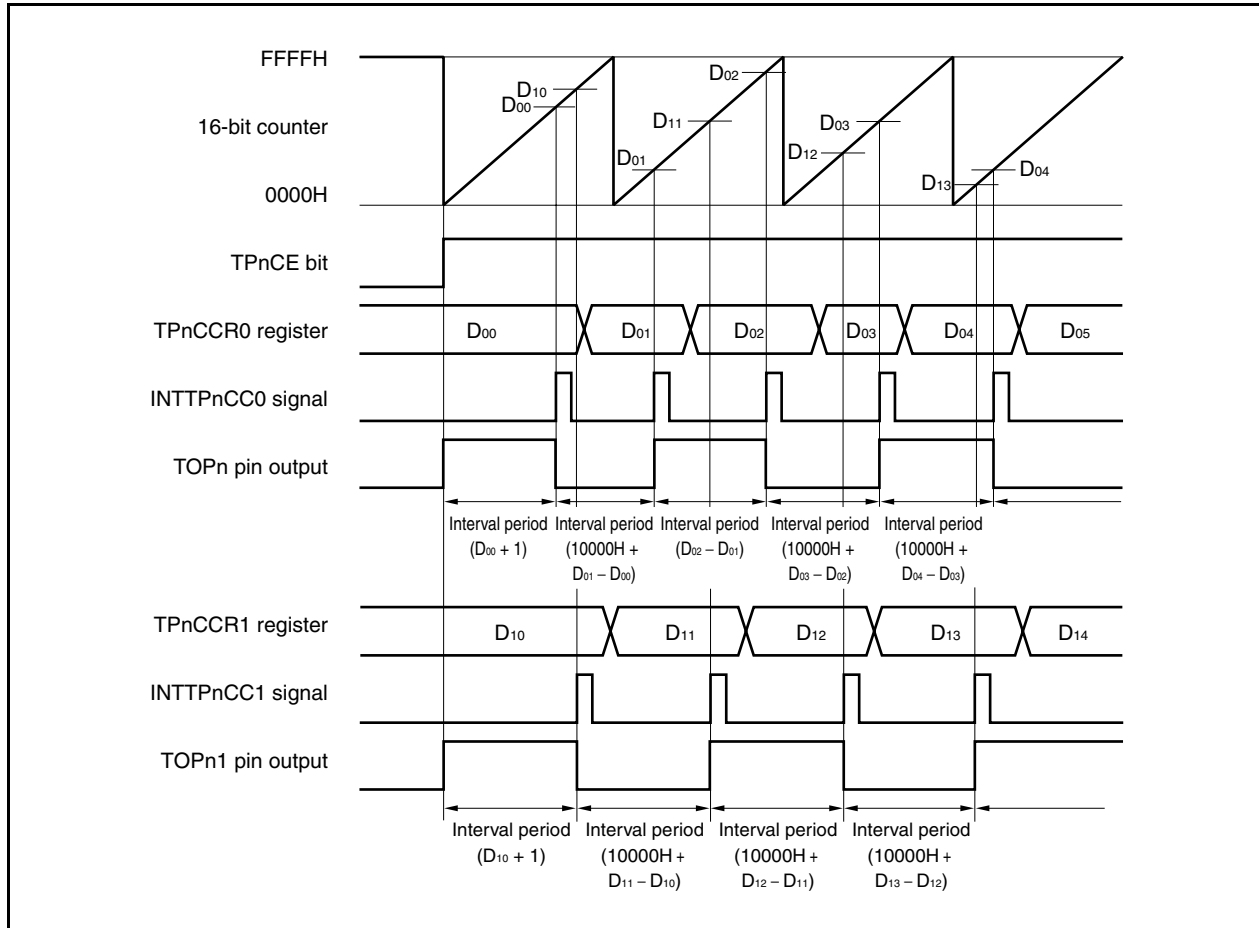 FFFFH
D10
D00
D02
16-bit counter
D11
D03
D01
D12
D13
D04
0000H
TPnCE bit
TPnCCR0 register
D00
D01
D02
D03
D04
D05
INTTPnCC0 signal
TOPn pin output
Interval period
(D00 + 1)
Interval period
(10000H +
D01 – D00)
Interval period
(D02 – D01)
Interval period
(10000H +
D03 – D02)
Interval period
(10000H +
D04 – D03)
TPnCCR1 register
D10
D11
D12
D13
D14
INTTPnCC1 signal
TOPn1 pin output
Interval period
(D10 + 1)
Interval period
(10000H +
D11 – D10)
Interval period
(10000H +
D12 – D11)
Interval period
(10000H +
D13 – D12)